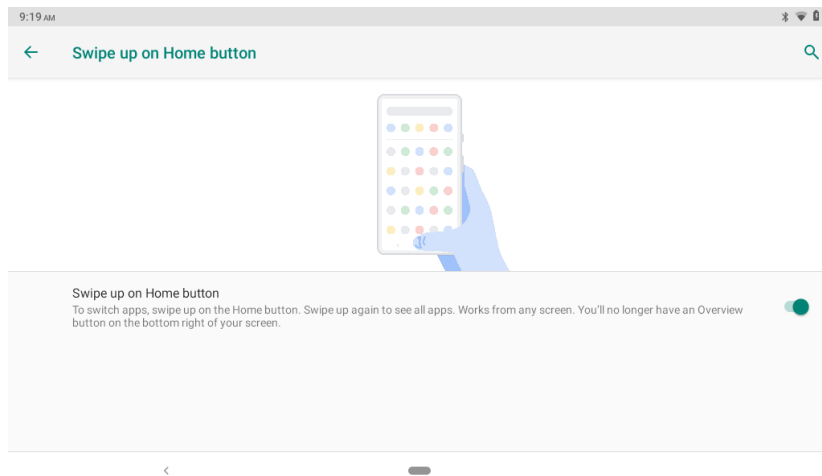 9:19 AM
Swipe up on Home button
Swipe up on Home button
To switch apps, swipe up on the Home button. Swipe up again to see all apps. Works from any screen. You'll no longer have an Overview
button on the bottom right of your screen.